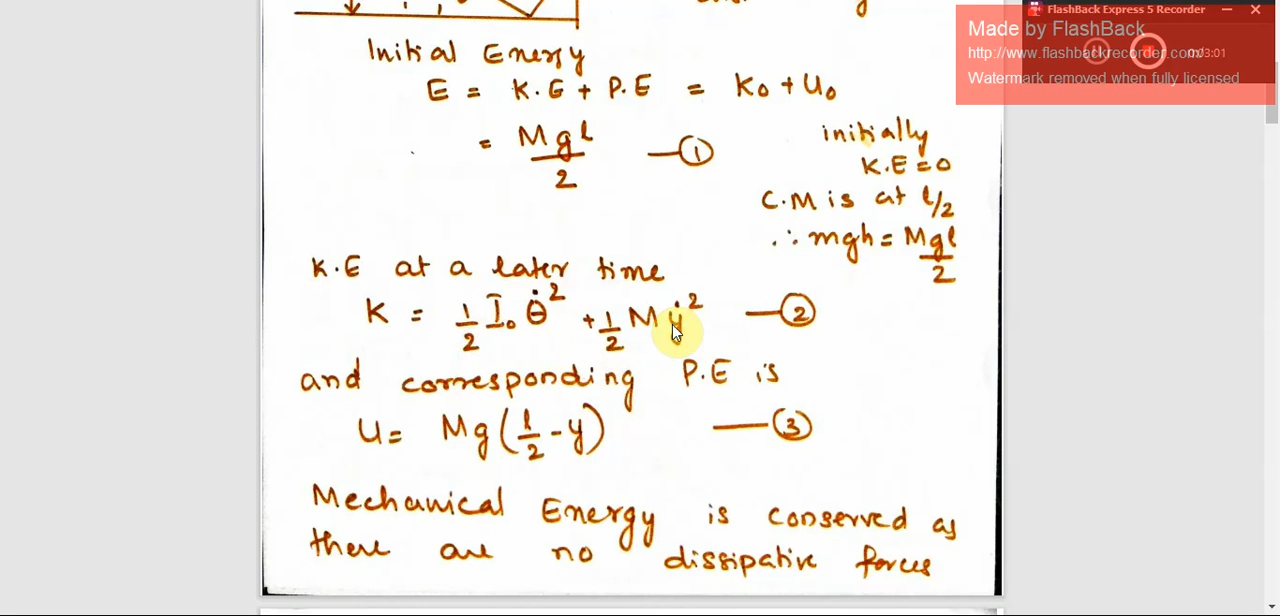 FlashBack Express 5 Recorder
Made by FlashBack
http://www.flashbackrecorder.com
Watermark removed when fully licensed
0:03:01
Initial Energy
E = K.E + P.E = K₀ + U₀
= Mgl/2 —①
initially
K.E = 0
C.M is at l/2
∴ mgh = Mgl/2
K.E at a later time
K = 1/2 I₀ θ̇² + 1/2 M ẏ² —②
and corresponding P.E is
U = Mg(l/2 - y) —③
Mechanical Energy is conserved as
there are no dissipative forces